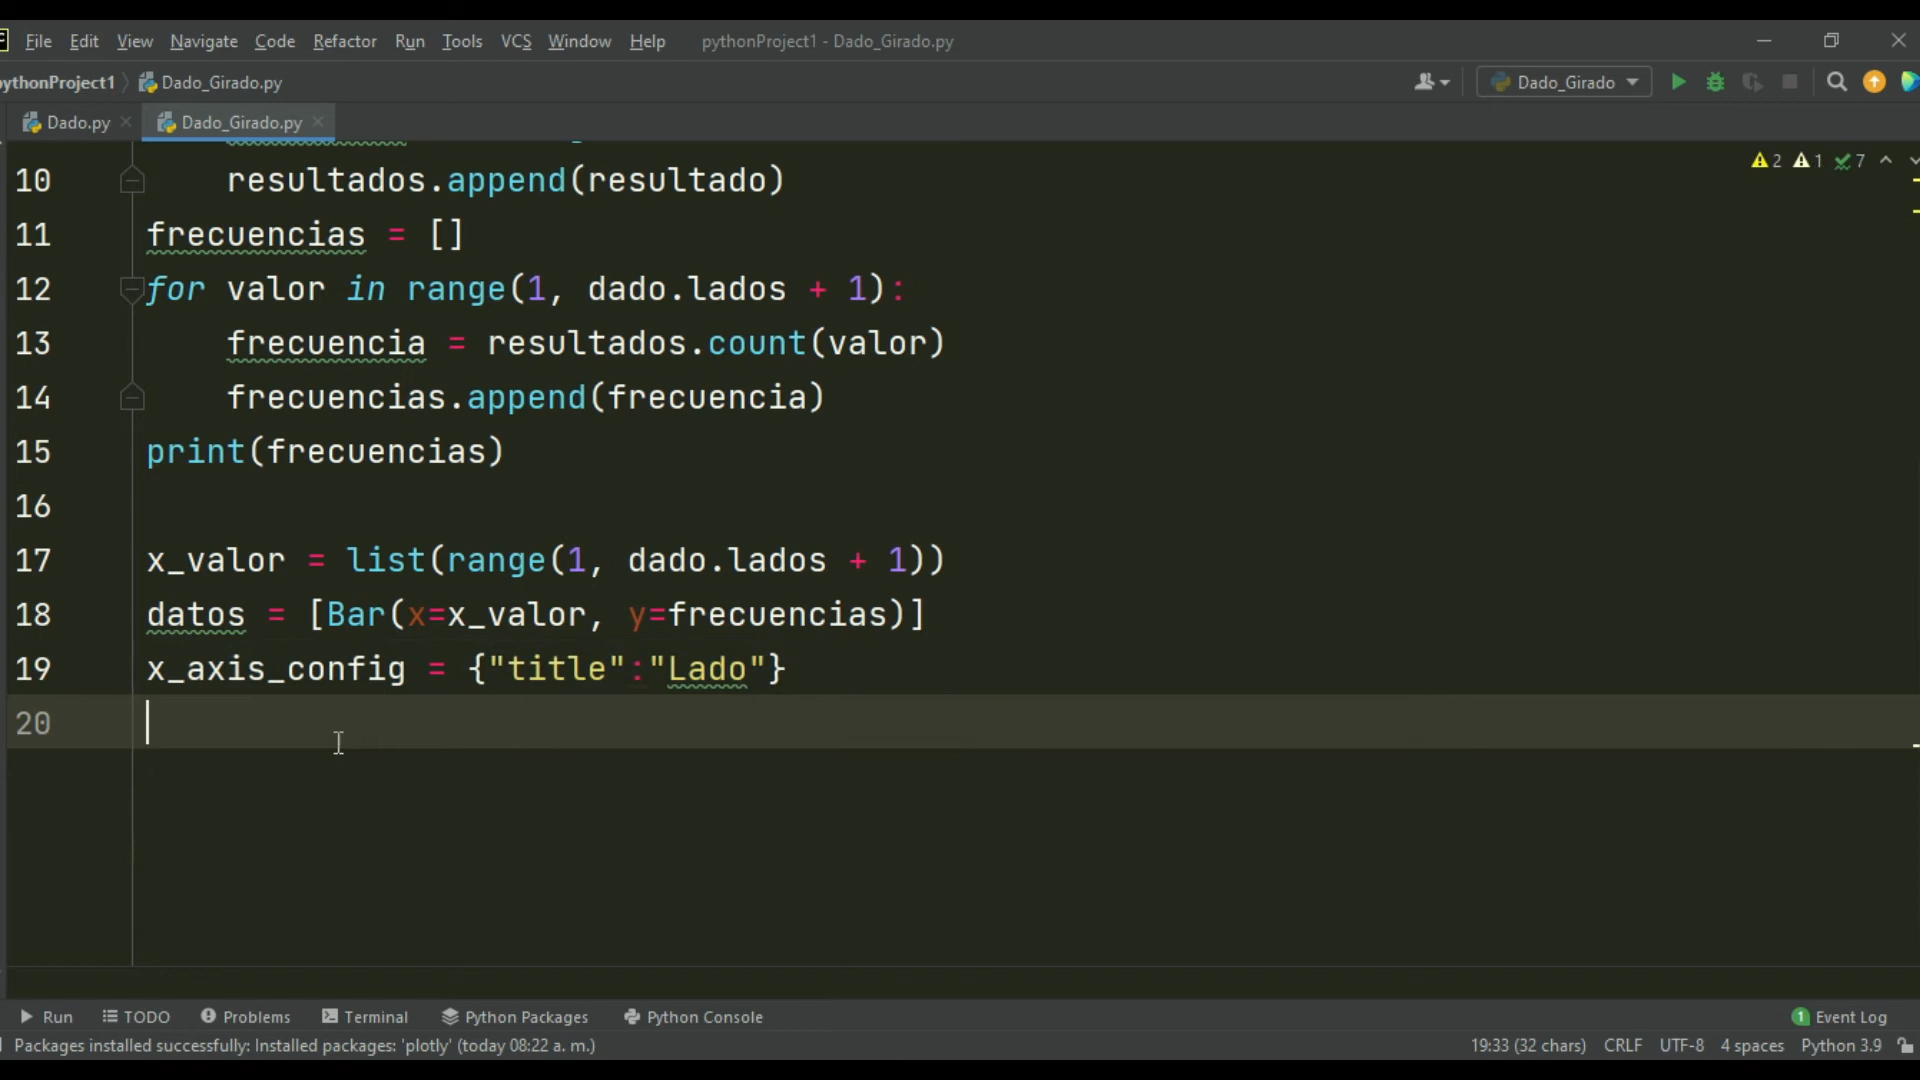 File Edit View Navigate Code Refactor Run Tools VCS Window Help pythonProject1 - Dado_Girado.py
ythonProject1 Dado_Girado.py Dado_Girado
Dado.py Dado_Girado.py
10 resultados.append(resultado) 2 1 7
11 frecuencias = []
12 for valor in range(1, dado.lados + 1):
13 frecuencia = resultados.count(valor)
14 frecuencias.append(frecuencia)
15 print(frecuencias)
16
17 x_valor = list(range(1, dado.lados + 1))
18 datos = [Bar(x=x_valor, y=frecuencias)]
19 x_axis_config = {"title":"Lado"}
20
Run TODO Problems Terminal Python Packages Python Console 1 Event Log
Packages installed successfully: Installed packages: 'plotly' (today 08:22 a. m.) 19:33 (32 chars) CRLF UTF-8 4 spaces Python 3.9